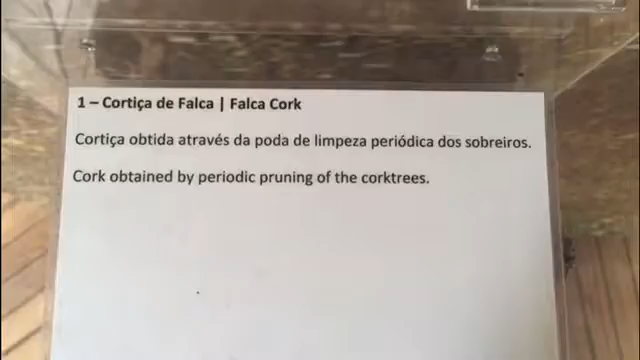 1 – Cortiça de Falca | Falca Cork
Cortiça obtida através da poda de limpeza periódica dos sobreiros.
Cork obtained by periodic pruning of the corktrees.